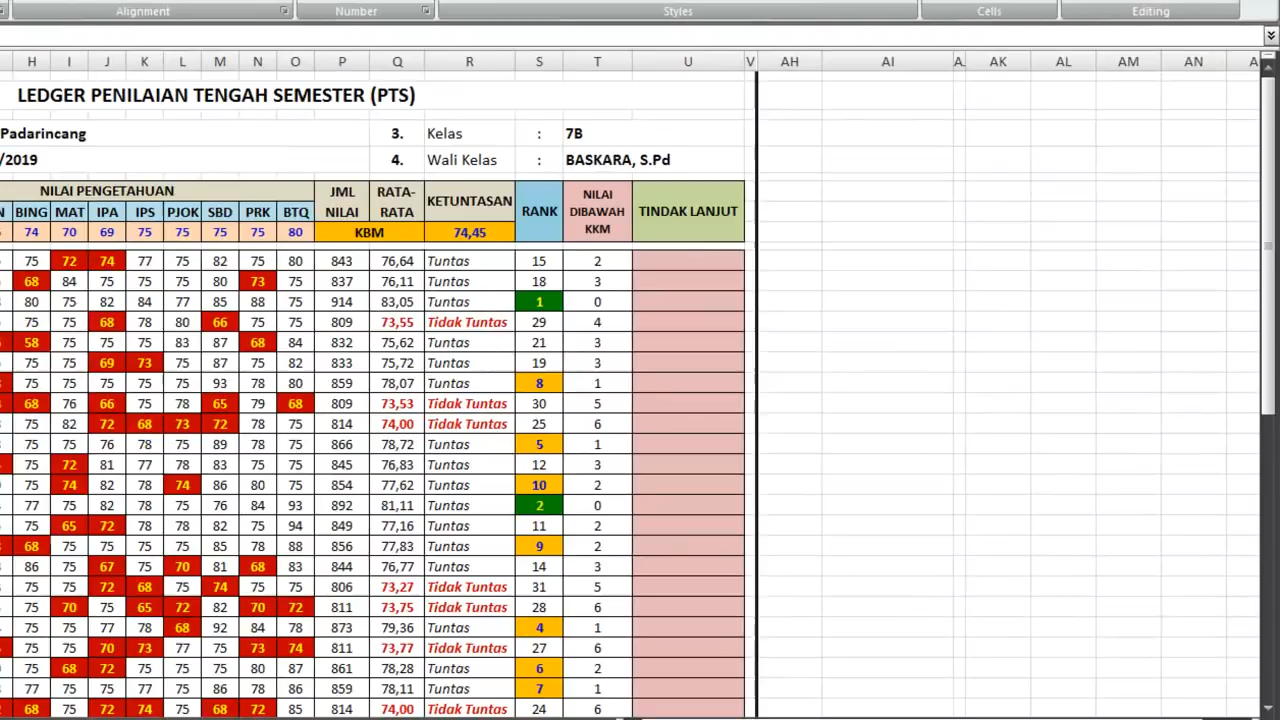 Alignment Number Styles Cells Editing
H I J K L M N O P Q R S T U V AH AI A AK AL AM AN A
LEDGER PENILAIAN TENGAH SEMESTER (PTS)
Padarincang 3. Kelas : 7B
/2019 4. Wali Kelas : BASKARA, S.Pd
NILAI PENGETAHUAN JML NILAI RATA-RATA KETUNTASAN RANK NILAI DIBAWAH KKM TINDAK LANJUT
N BING MAT IPA IPS PJOK SBD PRK BTQ
74 70 69 75 75 75 75 80 KBM 74,45
75 72 74 77 75 82 75 80 843 76,64 Tuntas 15 2
68 84 75 75 75 80 73 75 837 76,11 Tuntas 18 3
80 75 82 84 77 85 88 75 914 83,05 Tuntas 1 0
75 75 68 78 80 66 75 75 809 73,55 Tidak Tuntas 29 4
58 75 75 75 83 87 68 84 832 75,62 Tuntas 21 3
75 75 69 73 75 87 75 82 833 75,72 Tuntas 19 3
75 75 75 75 75 93 78 80 859 78,07 Tuntas 8 1
68 76 66 75 78 65 79 68 809 73,53 Tidak Tuntas 30 5
75 82 72 68 73 72 78 75 814 74,00 Tidak Tuntas 25 6
75 75 76 78 75 89 78 75 866 78,72 Tuntas 5 1
75 72 81 77 78 83 75 75 845 76,83 Tuntas 12 3
75 74 82 78 74 86 80 75 854 77,62 Tuntas 10 2
77 75 82 78 75 76 84 93 892 81,11 Tuntas 2 0
75 65 72 78 78 82 75 94 849 77,16 Tuntas 11 2
68 75 75 75 75 85 78 88 856 77,83 Tuntas 9 2
86 75 67 75 70 81 68 83 844 76,77 Tuntas 14 3
75 75 72 68 75 74 75 75 806 73,27 Tidak Tuntas 31 5
75 70 75 65 72 82 70 72 811 73,75 Tidak Tuntas 28 6
75 75 77 78 68 92 84 78 873 79,36 Tuntas 4 1
75 75 70 73 77 75 73 74 811 73,77 Tidak Tuntas 27 6
75 68 72 75 75 75 80 87 861 78,28 Tuntas 6 2
77 75 75 77 75 86 78 86 859 78,11 Tuntas 7 1
68 75 72 74 75 68 72 85 814 74,00 Tidak Tuntas 24 6